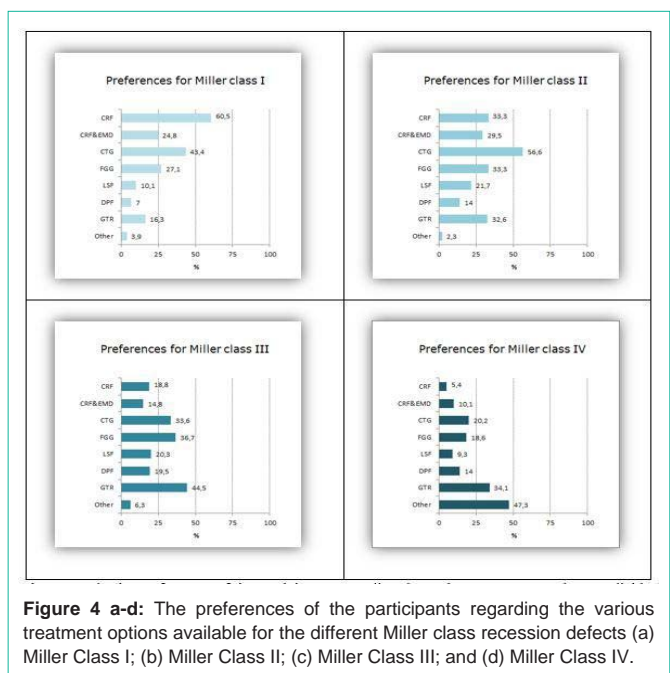 Preferences for Miller class I
CRF 60,5
CRF&EMD 24,8
CTG 43,4
FGG 27,1
LSF 10,1
DPF 7
GTR 16,3
Other 3,9
0 25 50 75 100
%
Preferences for Miller class II
CRF 33,3
CRF&EMD 29,5
CTG 56,6
FGG 33,3
LSF 21,7
DPF 14
GTR 32,6
Other 2,3
0 25 50 75 100
%
Preferences for Miller class III
CRF 18,8
CRF&EMD 14,8
CTG 33,6
FGG 36,7
LSF 20,3
DPF 19,5
GTR 44,5
Other 6,3
0 25 50 75 100
%
Preferences for Miller class IV
CRF 5,4
CRF&EMD 10,1
CTG 20,2
FGG 18,6
LSF 9,3
DPF 14
GTR 34,1
Other 47,3
0 25 50 75 100
%
Figure 4 a-d: The preferences of the participants regarding the various
treatment options available for the different Miller class recession defects (a)
Miller Class I; (b) Miller Class II; (c) Miller Class III; and (d) Miller Class IV.